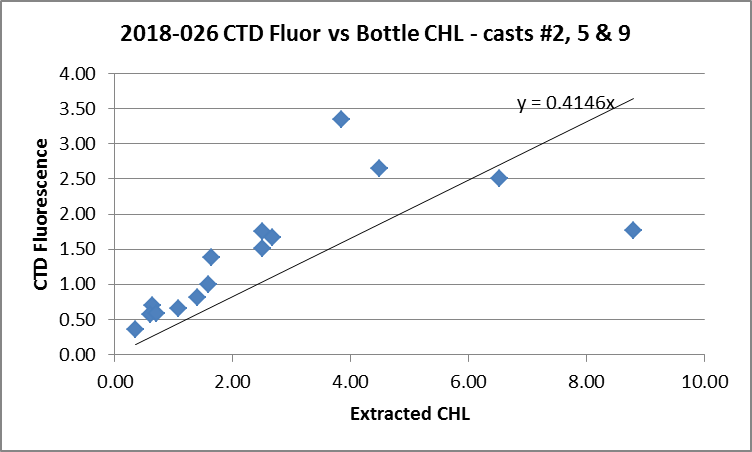 2018-026 CTD Fluor vs Bottle CHL - casts #2, 5 & 9
4.00
3.50
3.00
2.50
2.00
1.50
1.00
0.50
0.00
CTD Fluorescence
y = 0.4146x
0.00 2.00 4.00 6.00 8.00 10.00
Extracted CHL